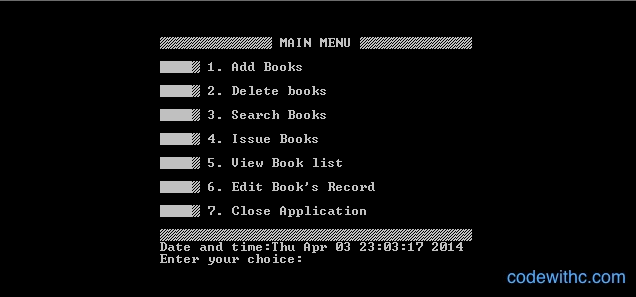 MAIN MENU
1. Add Books
2. Delete books
3. Search Books
4. Issue Books
5. View Book list
6. Edit Book's Record
7. Close Application
Date and time:Thu Apr 03 23:03:17 2014
Enter your choice:
codewithc.com